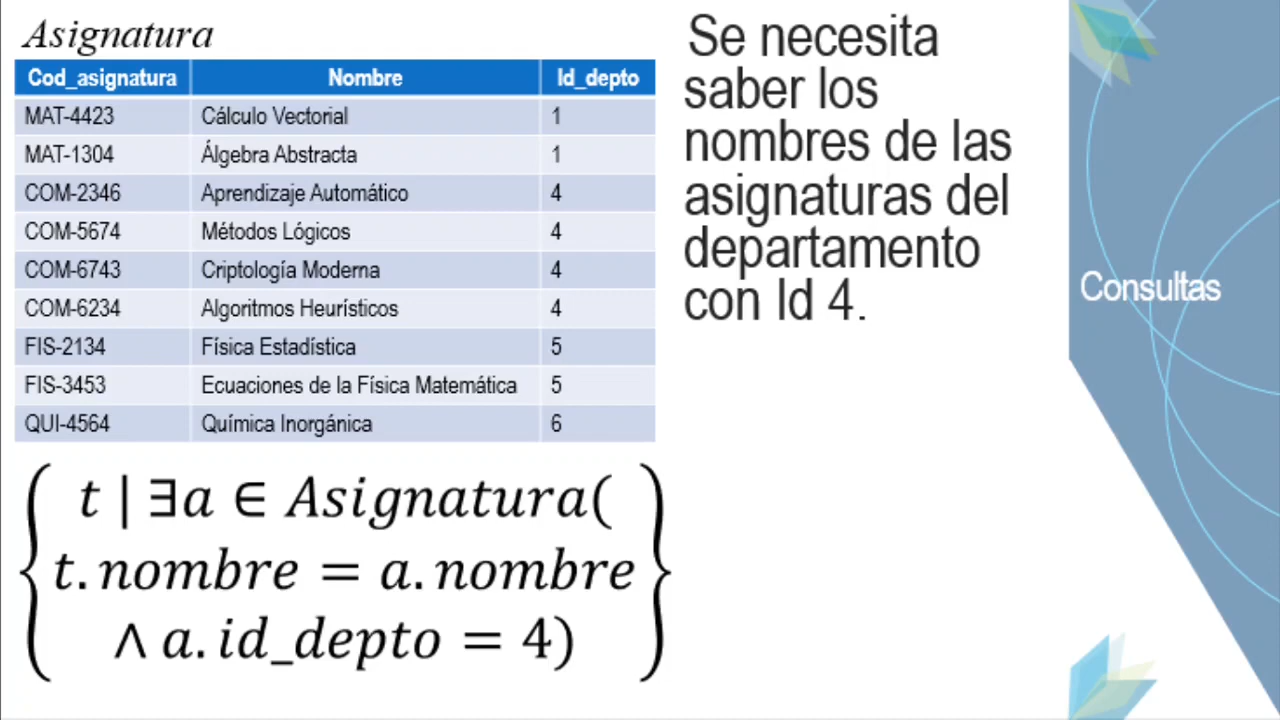 Asignatura
Cod_asignatura Nombre Id_depto
MAT-4423 Cálculo Vectorial 1
MAT-1304 Álgebra Abstracta 1
COM-2346 Aprendizaje Automático 4
COM-5674 Métodos Lógicos 4
COM-6743 Criptología Moderna 4
COM-6234 Algoritmos Heurísticos 4
FIS-2134 Física Estadística 5
FIS-3453 Ecuaciones de la Física Matemática 5
QUI-4564 Química Inorgánica 6
{ t | ∃a ∈ Asignatura(
t.nombre = a.nombre
∧ a.id_depto = 4) }
Se necesita
saber los
nombres de las
asignaturas del
departamento
con Id 4.
Consultas